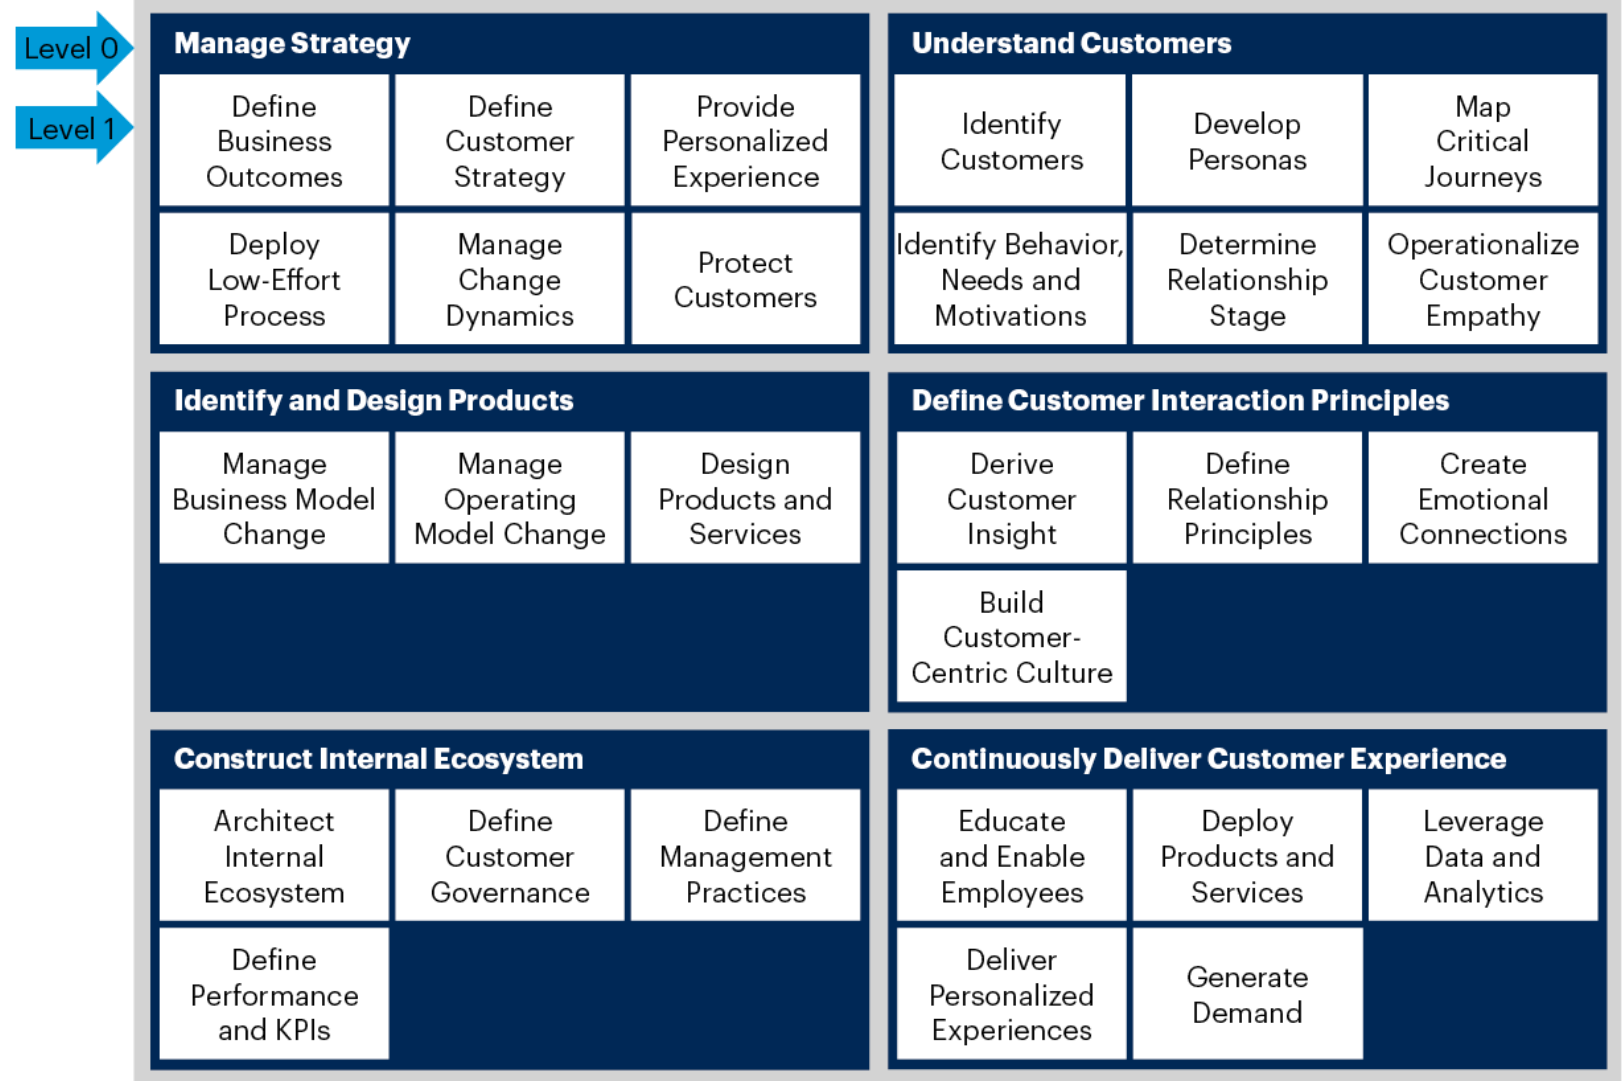 Level 0
Level 1
Manage Strategy
Define
Business
Outcomes
Define
Customer
Strategy
Provide
Personalized
Experience
Deploy
Low-Effort
Process
Manage
Change
Dynamics
Protect
Customers
Understand Customers
Identify
Customers
Develop
Personas
Map
Critical
Journeys
Identify Behavior,
Needs and
Motivations
Determine
Relationship
Stage
Operationalize
Customer
Empathy
Identify and Design Products
Manage
Business Model
Change
Manage
Operating
Model Change
Design
Products and
Services
Define Customer Interaction Principles
Derive
Customer
Insight
Define
Relationship
Principles
Create
Emotional
Connections
Build
Customer-
Centric Culture
Construct Internal Ecosystem
Architect
Internal
Ecosystem
Define
Customer
Governance
Define
Management
Practices
Define
Performance
and KPIs
Continuously Deliver Customer Experience
Educate
and Enable
Employees
Deploy
Products and
Services
Leverage
Data and
Analytics
Deliver
Personalized
Experiences
Generate
Demand